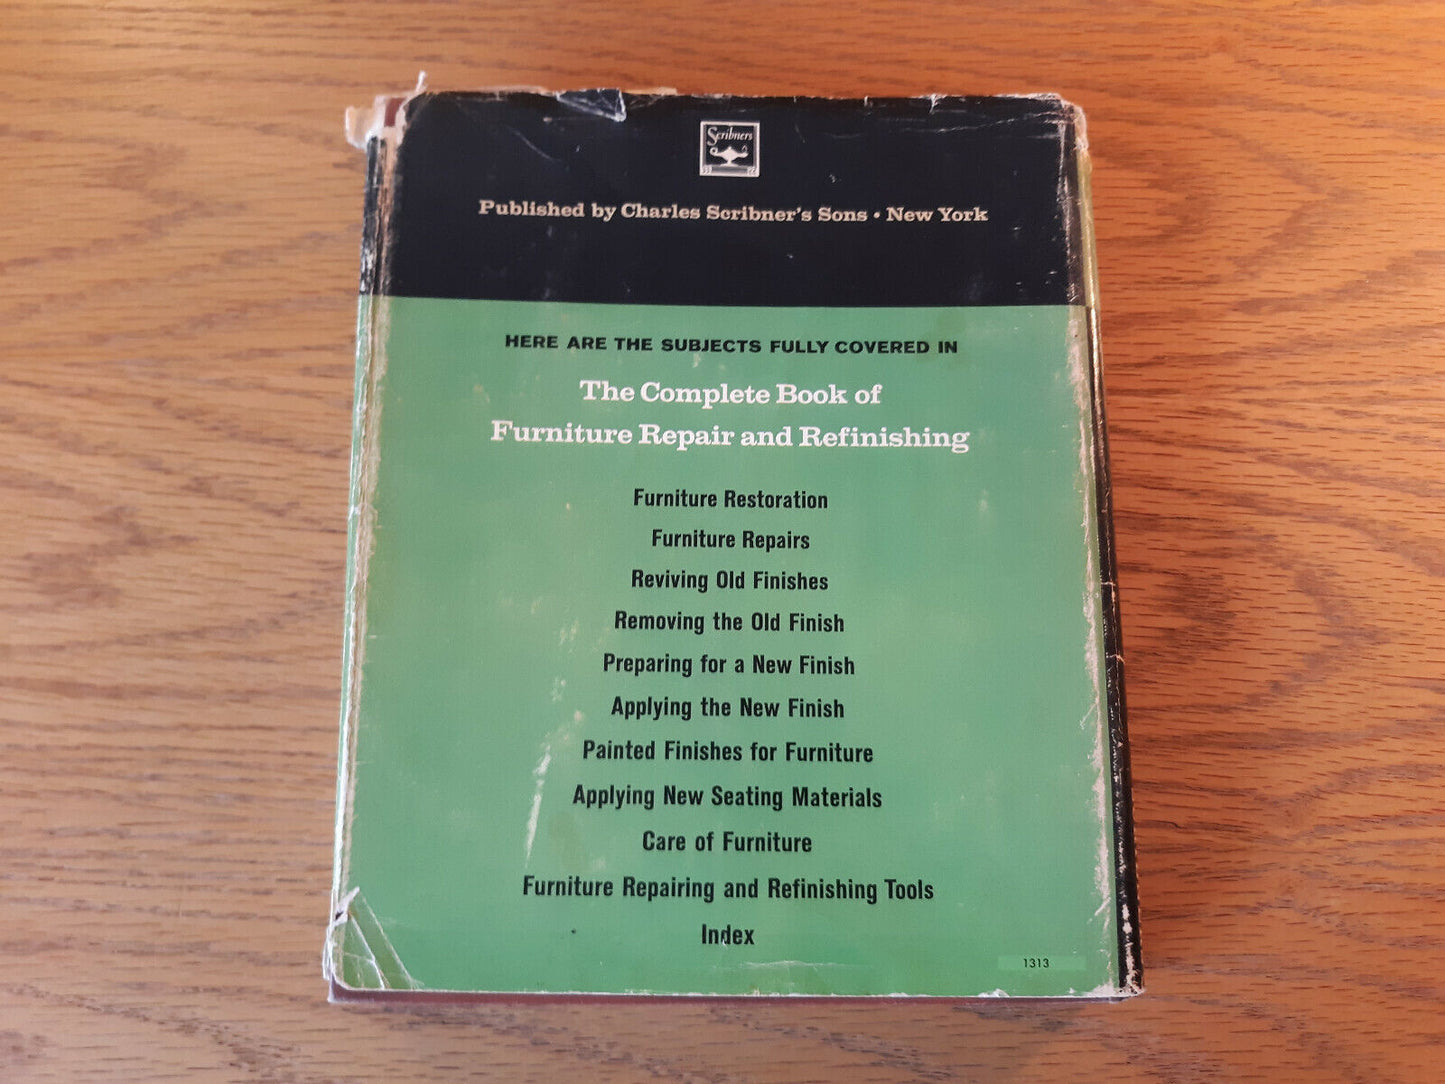 Scribners
Published by Charles Scribner's Sons • New York
HERE ARE THE SUBJECTS FULLY COVERED IN
The Complete Book of
Furniture Repair and Refinishing
Furniture Restoration
Furniture Repairs
Reviving Old Finishes
Removing the Old Finish
Preparing for a New Finish
Applying the New Finish
Painted Finishes for Furniture
Applying New Seating Materials
Care of Furniture
Furniture Repairing and Refinishing Tools
Index
1313